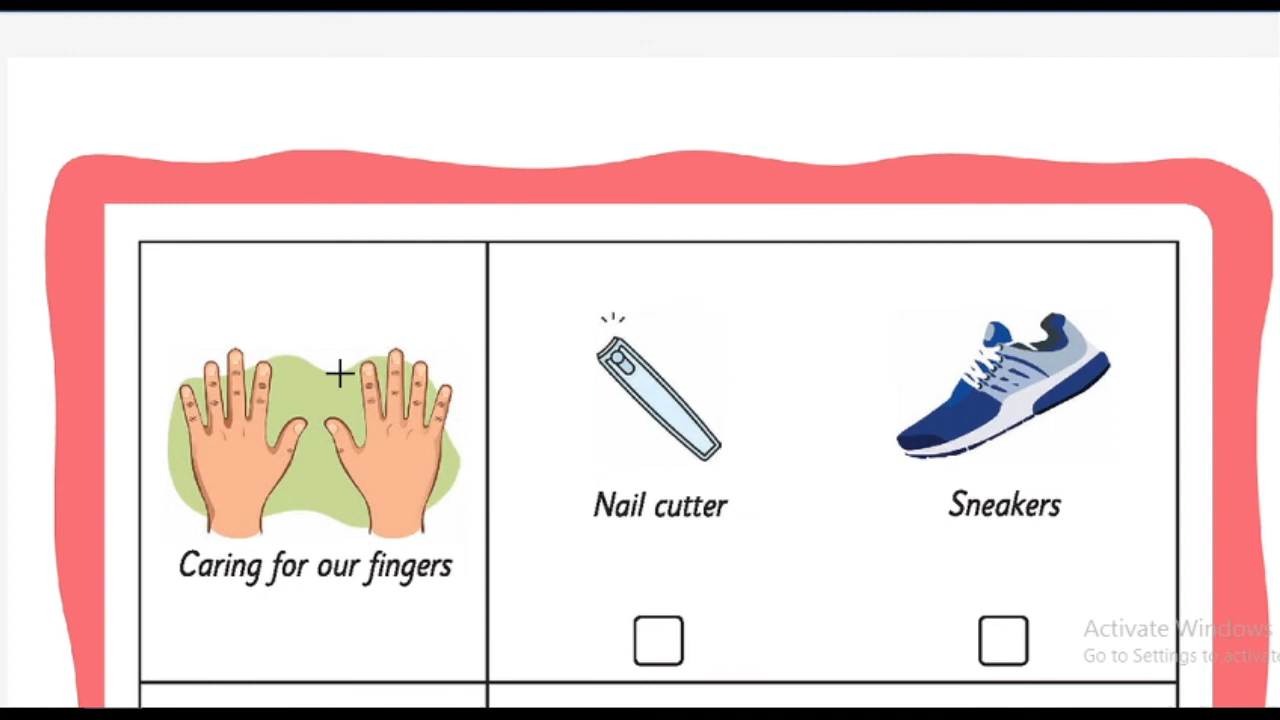 Nail cutter
Sneakers
Caring for our fingers
Activate Windows
Go to Settings to activate